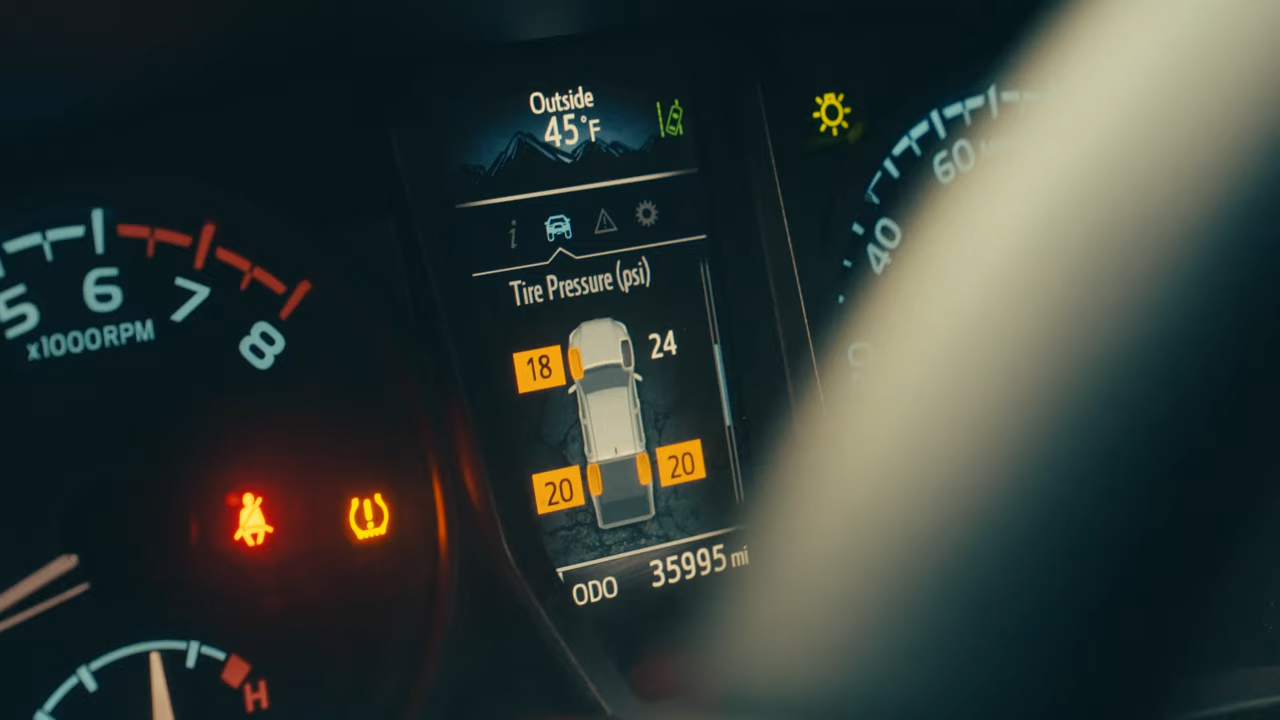 Outside
45°F
i
Tire Pressure (psi)
18
24
20
20
ODO 35995 mi
5 6 7 8
x1000RPM
H
40
60